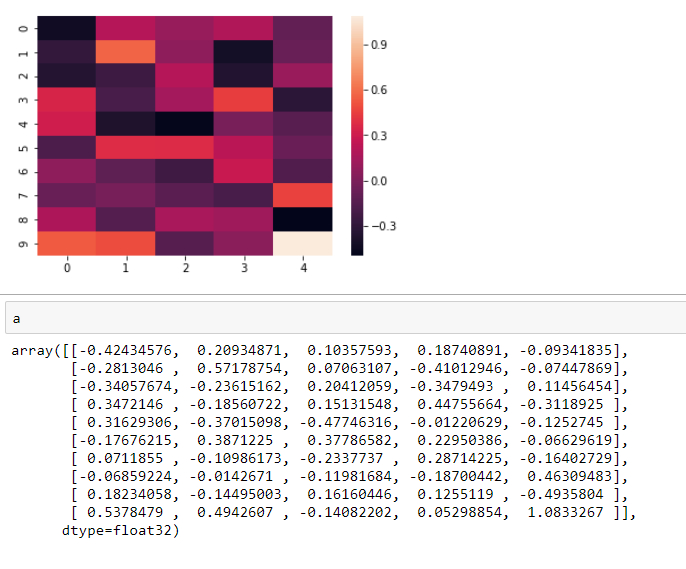 0
1
2
3
4
5
6
7
8
9
0 1 2 3 4
0.9
0.6
0.3
0.0
−0.3
a
array([[-0.42434576,  0.20934871,  0.10357593,  0.18740891, -0.09341835],
       [-0.2813046 ,  0.57178754,  0.07063107, -0.41012946, -0.07447869],
       [-0.34057674, -0.23615162,  0.20412059, -0.3479493 ,  0.11456454],
       [ 0.3472146 , -0.18560722,  0.15131548,  0.44755664, -0.3118925 ],
       [ 0.31629306, -0.37015098, -0.47746316, -0.01220629, -0.1252745 ],
       [-0.17676215,  0.3871225 ,  0.37786582,  0.22950386, -0.06629619],
       [ 0.0711855 , -0.10986173, -0.2337737 ,  0.28714225, -0.16402729],
       [-0.06859224, -0.0142671 , -0.11981684, -0.18700442,  0.46309483],
       [ 0.18234058, -0.14495003,  0.16160446,  0.1255119 , -0.4935804 ],
       [ 0.5378479 ,  0.4942607 , -0.14082202,  0.05298854,  1.0833267 ]],
      dtype=float32)